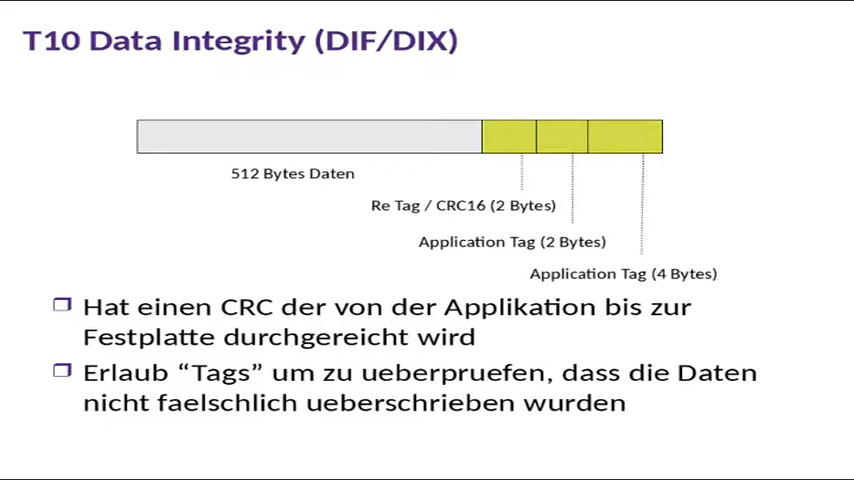 T10 Data Integrity (DIF/DIX)
512 Bytes Daten
Re Tag / CRC16 (2 Bytes)
Application Tag (2 Bytes)
Application Tag (4 Bytes)
Hat einen CRC der von der Applikation bis zur
Festplatte durchgereicht wird
Erlaub “Tags” um zu ueberpruefen, dass die Daten
nicht faelschlich ueberschrieben wurden